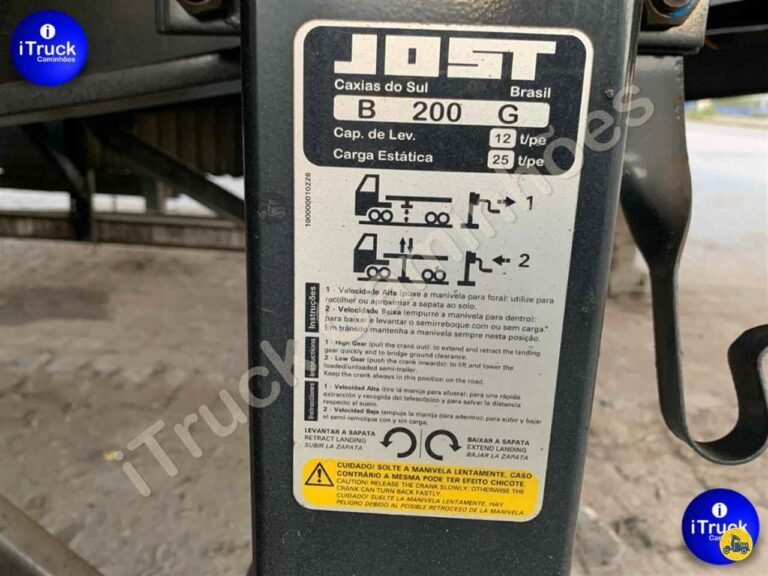 iTruck
Caminhões
JOST
Caxias do Sul Brasil
B 200 G
Cap. de Lev. 12 t/pe
Carga Estática 25 t/pe
100000010226
1
2
Instruções
1 - Velocidade Alta (puxe a manivela para fora): utilize para
recolher ou aproximar a sapata ao solo.
2 - Velocidade Baixa (empurre a manivela para dentro):
para baixar e levantar o semirreboque com ou sem carga.
Em trânsito mantenha a manivela sempre nesta posição.
Instructions
1 - High Gear (pull the crank out): to extend and retract the landing
gear quickly and to bridge ground clearance.
2 - Low Gear (push the crank inwards): to lift and lower the
loaded/unloaded semi-trailer.
Keep the crank always in this position on the road.
Instrucciones
1 - Velocidad Alta (tire la manija para afuera): para una rápida
extracción y recogida del telescópico y para salvar la distancia
respecto al suelo.
2 - Velocidad Baja (empuje la manija para adentro): para subir y bajar
el semi-remolque con y sin carga.
LEVANTAR A SAPATA
RETRACT LANDING
SUBIR LA ZAPATA
BAIXAR A SAPATA
EXTEND LANDING
BAJAR LA ZAPATA
CUIDADO! SOLTE A MANIVELA LENTAMENTE, CASO
CONTRÁRIO A MESMA PODE TER EFEITO CHICOTE.
CAUTION! RELEASE THE CRANK SLOWLY, OTHERWISE THE
CRANK CAN TURN BACK FASTLY.
CUIDADO! SUELTE LA MANIVELA LENTAMENTE, HAY
PELIGRO DEBIDO AL POSIBLE RETROCESO DE LA MANIVELA
iTruck Caminhões
iTruck
Caminhões